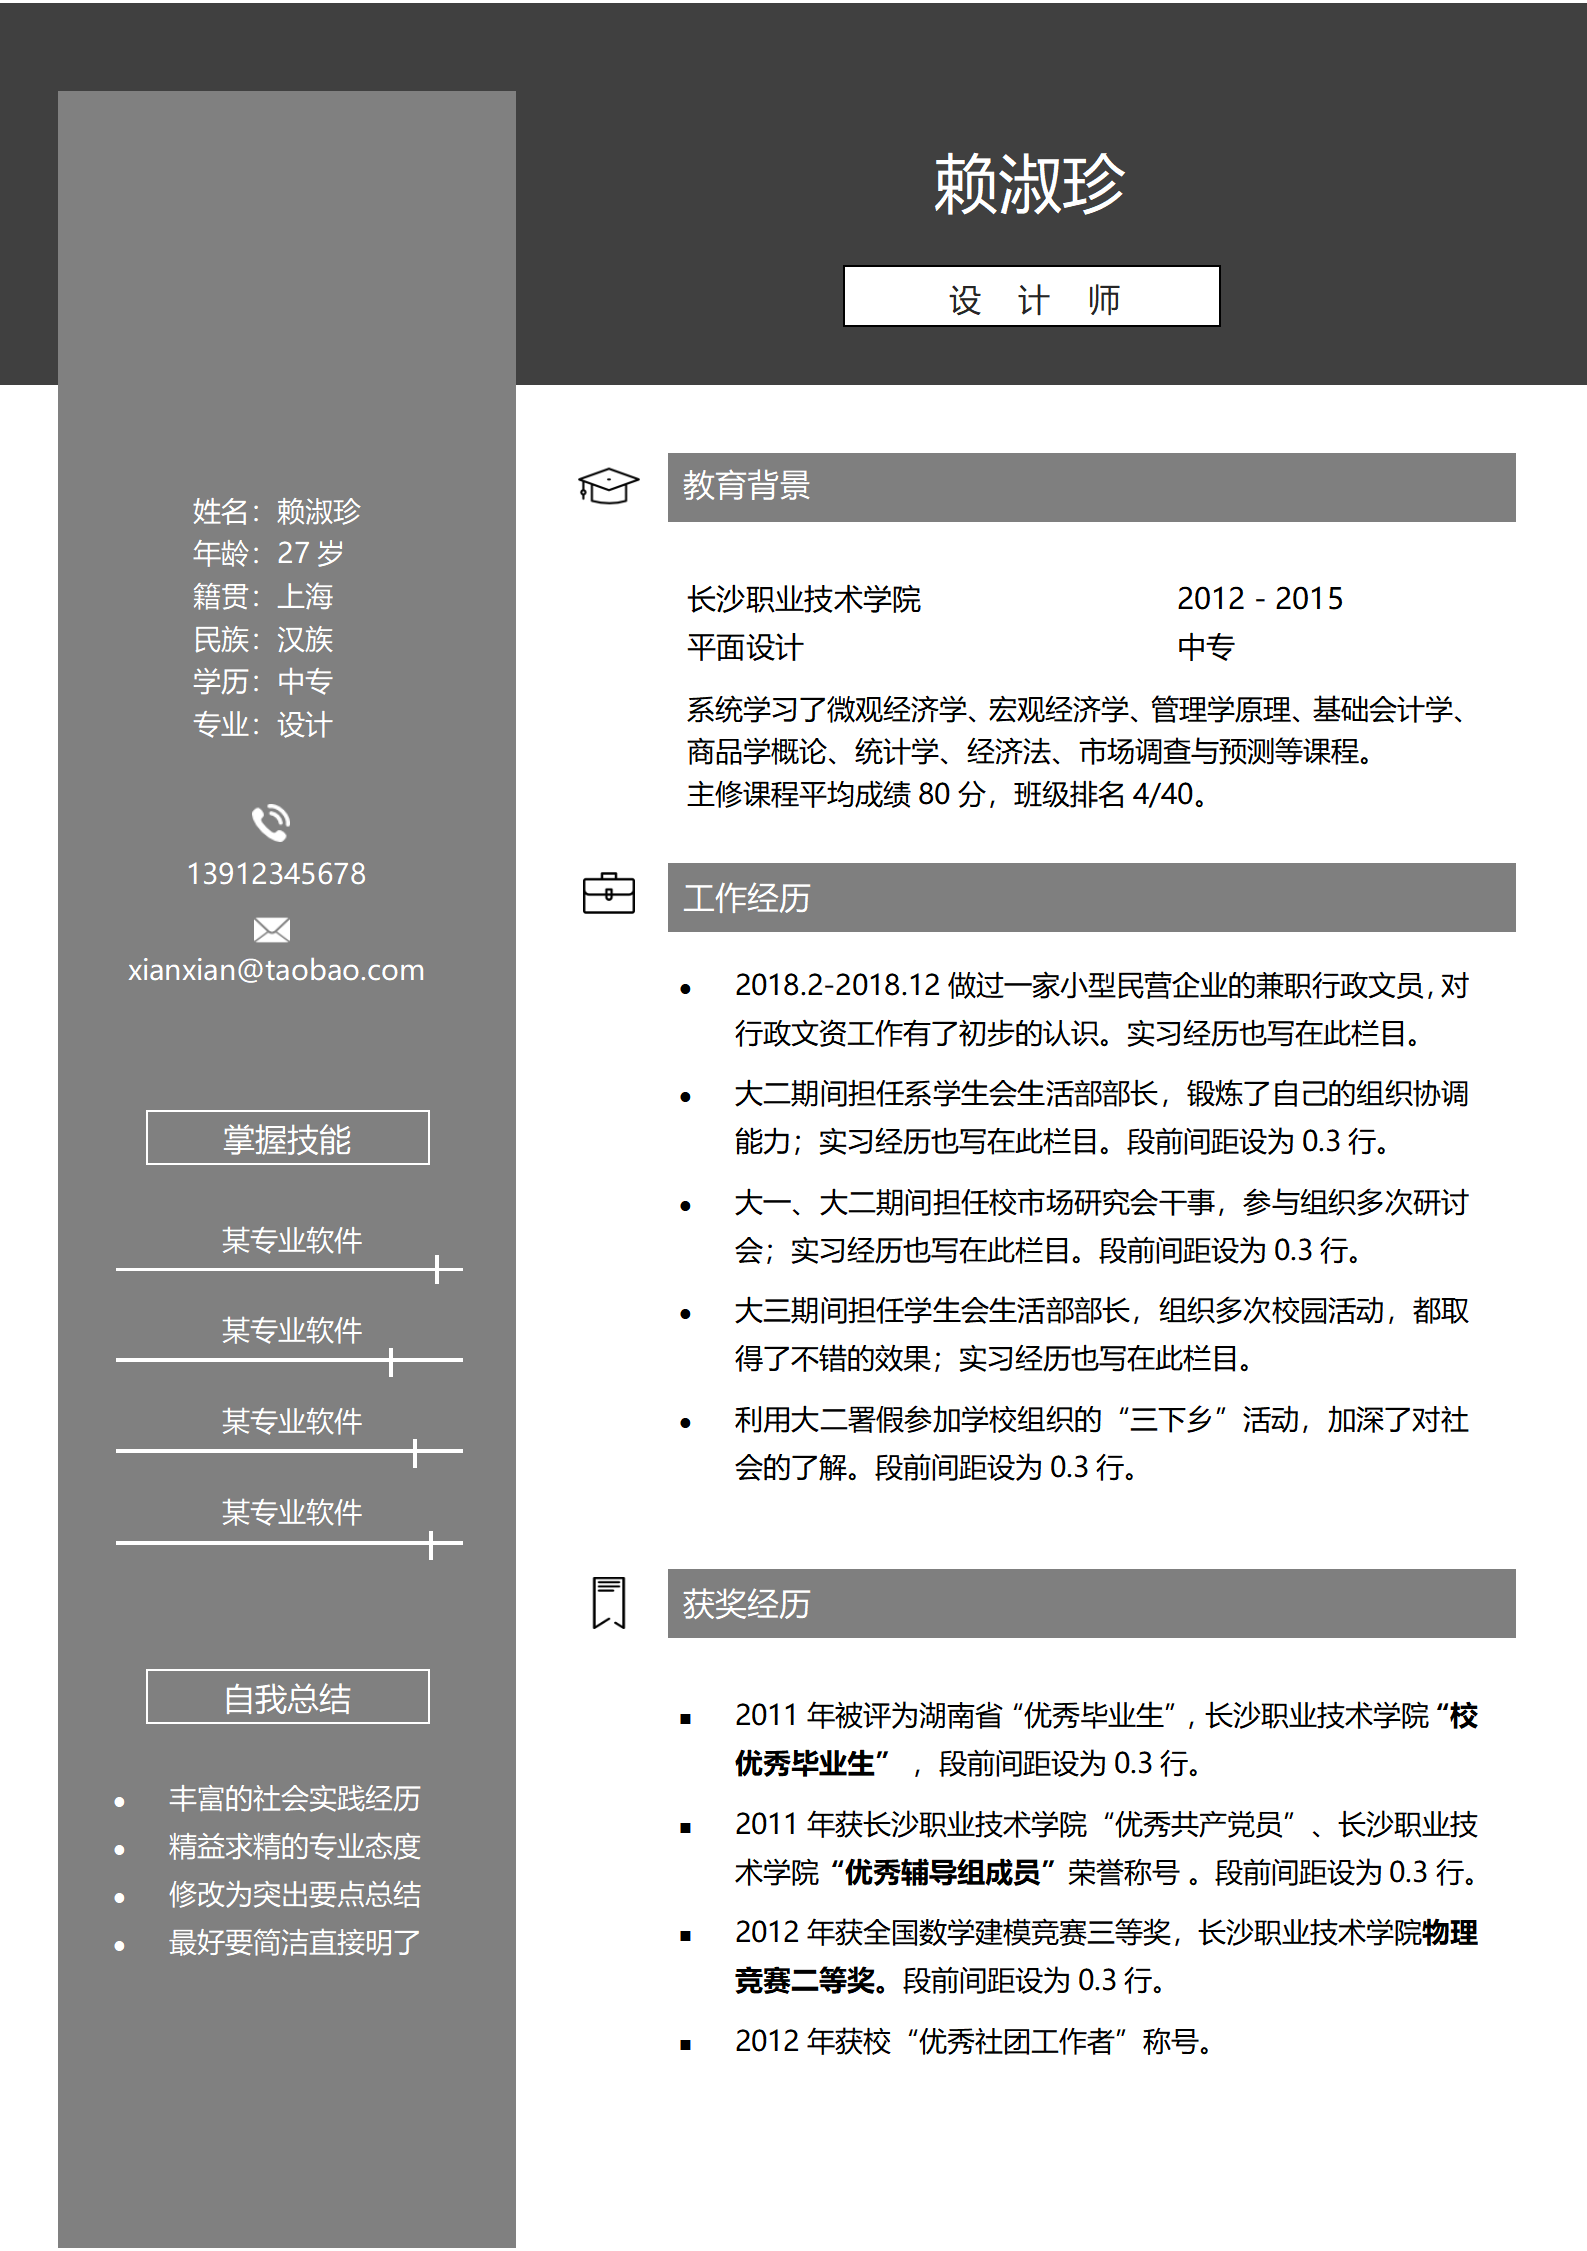 赖淑珍
设 计 师
姓名：赖淑珍
年龄：27 岁
籍贯：上海
民族：汉族
学历：中专
专业：设计
13912345678
xianxian@taobao.com
掌握技能
某专业软件
某专业软件
某专业软件
某专业软件
自我总结
● 丰富的社会实践经历
● 精益求精的专业态度
● 修改为突出要点总结
● 最好要简洁直接明了
教育背景
长沙职业技术学院 2012 - 2015
平面设计 中专
系统学习了微观经济学、宏观经济学、管理学原理、基础会计学、
商品学概论、统计学、经济法、市场调查与预测等课程。
主修课程平均成绩 80 分，班级排名 4/40。
工作经历
● 2018.2-2018.12 做过一家小型民营企业的兼职行政文员，对
行政文资工作有了初步的认识。实习经历也写在此栏目。
● 大二期间担任系学生会生活部部长，锻炼了自己的组织协调
能力；实习经历也写在此栏目。段前间距设为 0.3 行。
● 大一、大二期间担任校市场研究会干事，参与组织多次研讨
会；实习经历也写在此栏目。段前间距设为 0.3 行。
● 大三期间担任学生会生活部部长，组织多次校园活动，都取
得了不错的效果；实习经历也写在此栏目。
● 利用大二署假参加学校组织的“三下乡”活动，加深了对社
会的了解。段前间距设为 0.3 行。
获奖经历
■ 2011 年被评为湖南省“优秀毕业生”，长沙职业技术学院“校
优秀毕业生” ，段前间距设为 0.3 行。
■ 2011 年获长沙职业技术学院“优秀共产党员”、长沙职业技
术学院“优秀辅导组成员”荣誉称号 。段前间距设为 0.3 行。
■ 2012 年获全国数学建模竞赛三等奖，长沙职业技术学院物理
竞赛二等奖。段前间距设为 0.3 行。
■ 2012 年获校“优秀社团工作者”称号。